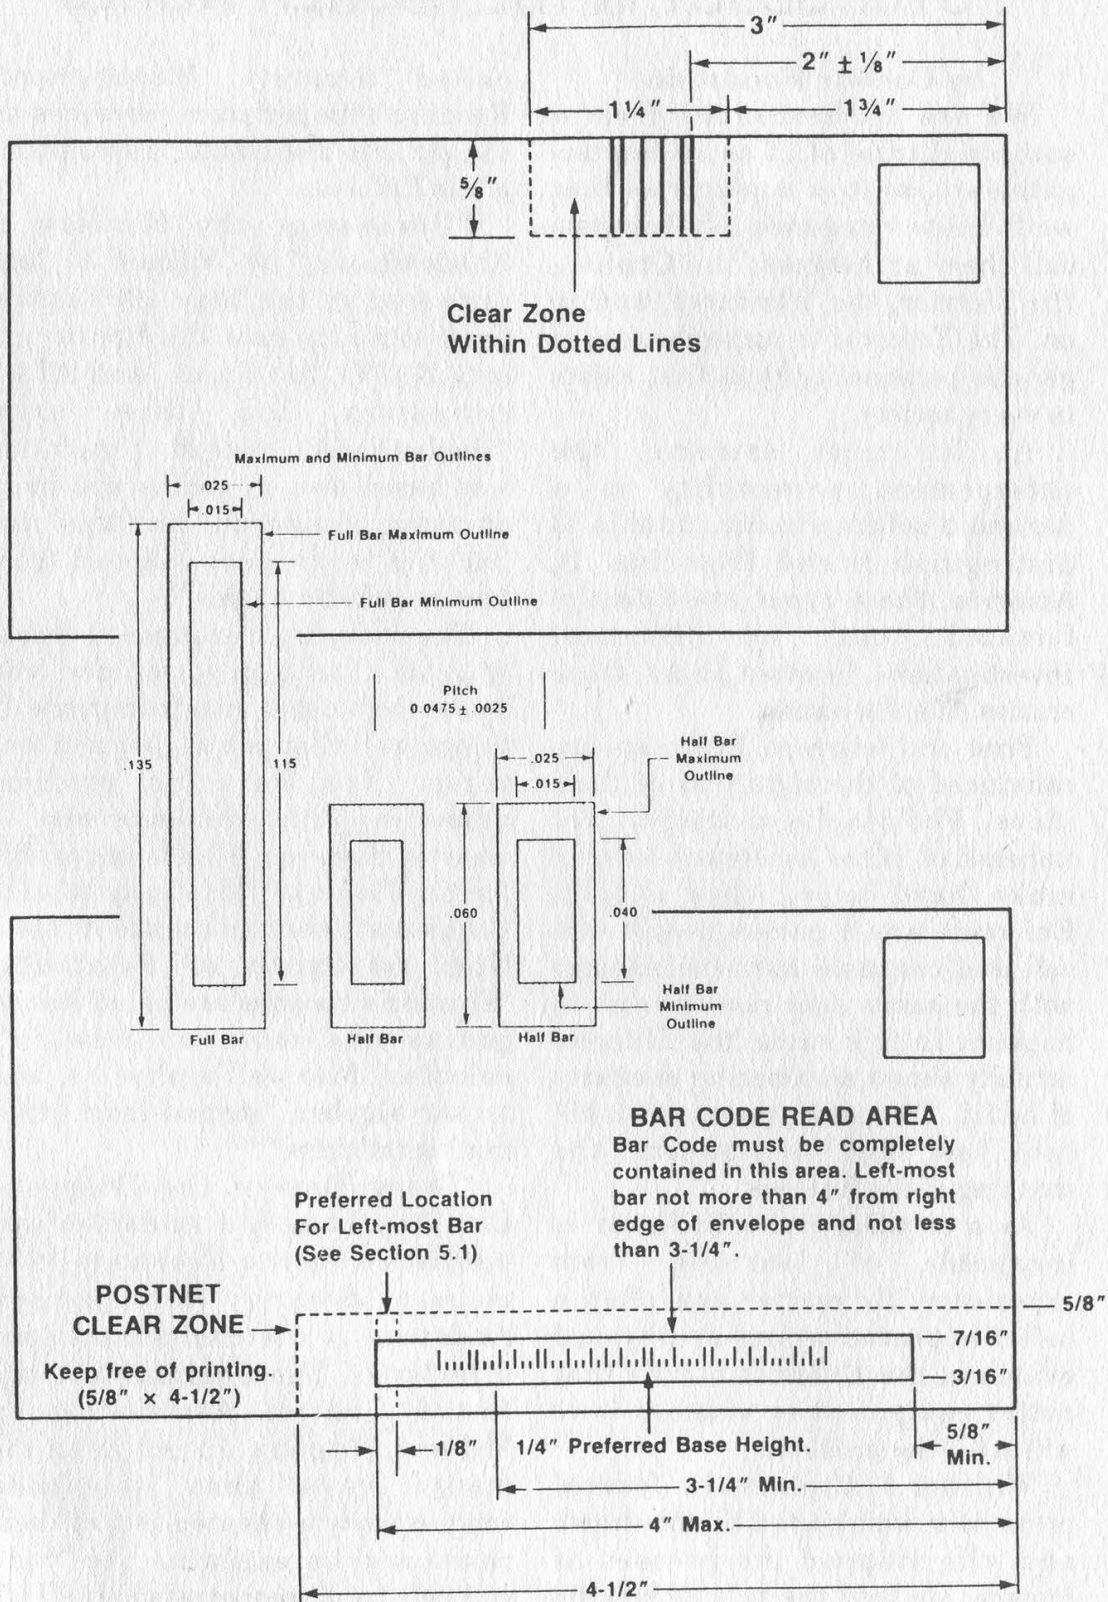 3″
2″ ± 1/8″
1 1/4″
1 3/4″
5/8″
Clear Zone
Within Dotted Lines
Maximum and Minimum Bar Outlines
.025
.015
Full Bar Maximum Outline
Full Bar Minimum Outline
Pitch
0.0475 ± .0025
.135
.115
.025
.015
Half Bar
Maximum
Outline
.060
.040
Half Bar
Minimum
Outline
Full Bar
Half Bar
Half Bar
BAR CODE READ AREA
Bar Code must be completely
contained in this area. Left-most
bar not more than 4″ from right
edge of envelope and not less
than 3-1/4″.
Preferred Location
For Left-most Bar
(See Section 5.1)
POSTNET
CLEAR ZONE
Keep free of printing.
(5/8″ × 4-1/2″)
5/8″
7/16″
3/16″
1/8″
1/4″ Preferred Base Height.
5/8″
Min.
3-1/4″ Min.
4″ Max.
4-1/2″